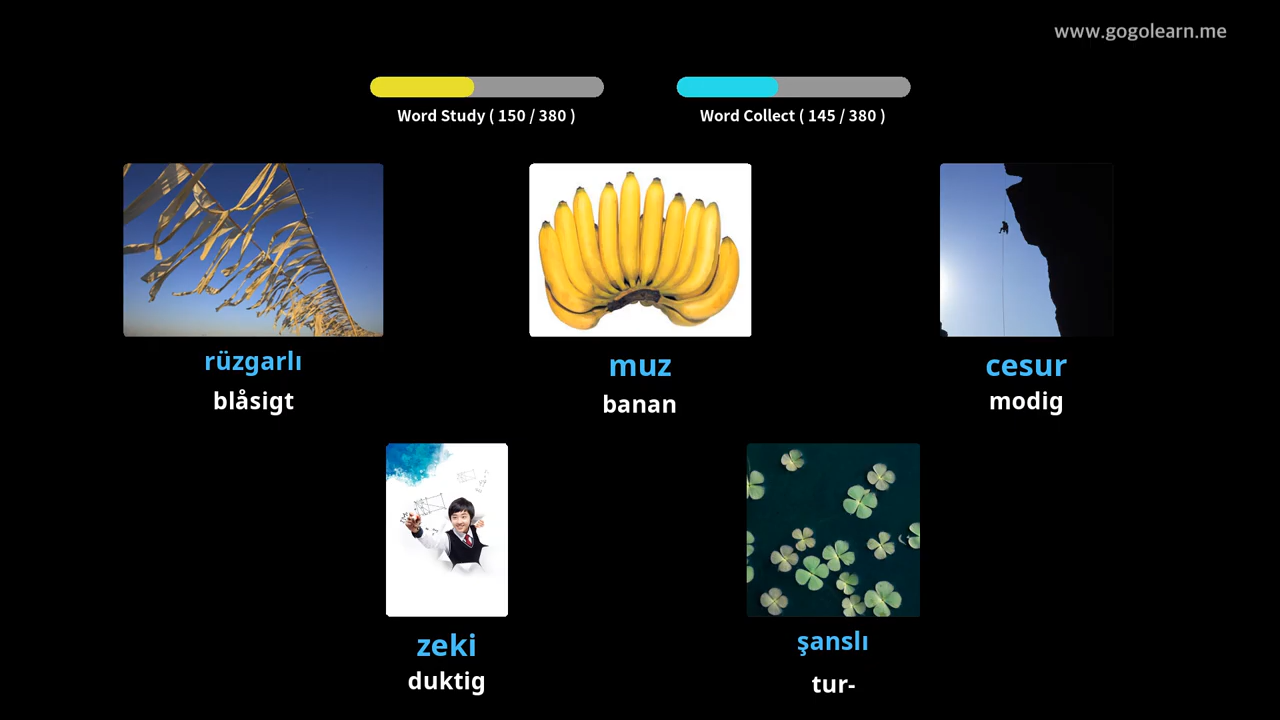 www.gogolearn.me
Word Study ( 150 / 380 )
Word Collect ( 145 / 380 )
rüzgarlı
blåsigt
muz
banan
cesur
modig
zeki
duktig
şanslı
tur-